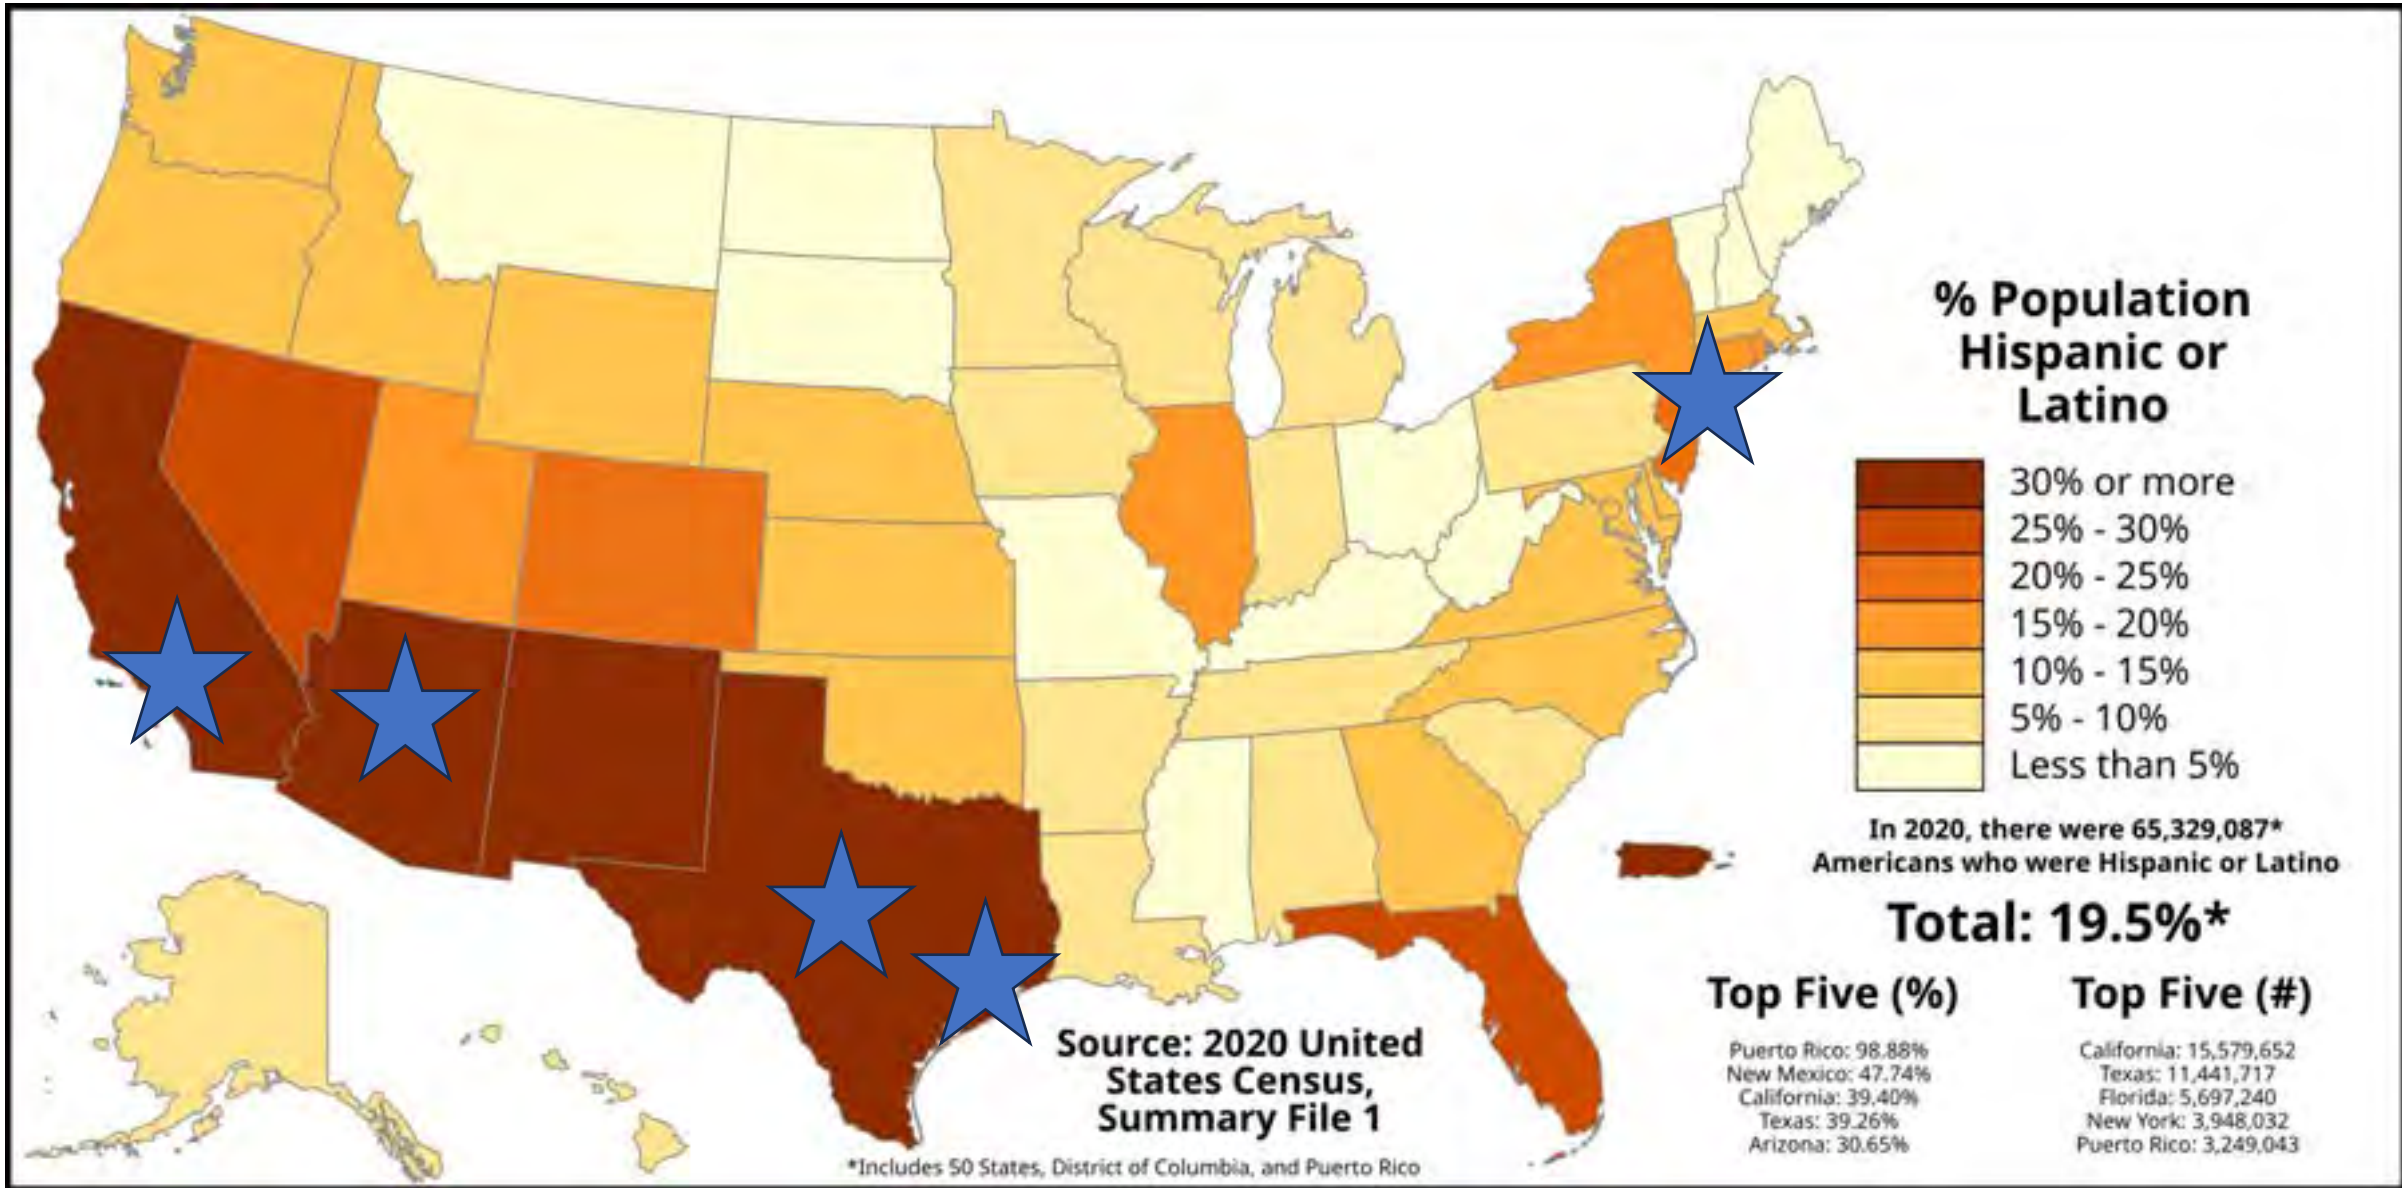 % Population
Hispanic or
Latino
30% or more
25% - 30%
20% - 25%
15% - 20%
10% - 15%
5% - 10%
Less than 5%
In 2020, there were 65,329,087*
Americans who were Hispanic or Latino
Total: 19.5%*
Top Five (%)
Puerto Rico: 98.88%
New Mexico: 47.74%
California: 39.40%
Texas: 39.26%
Arizona: 30.65%
Top Five (#)
California: 15,579,652
Texas: 11,441,717
Florida: 5,697,240
New York: 3,948,032
Puerto Rico: 3,249,043
Source: 2020 United
States Census,
Summary File 1
*Includes 50 States, District of Columbia, and Puerto Rico